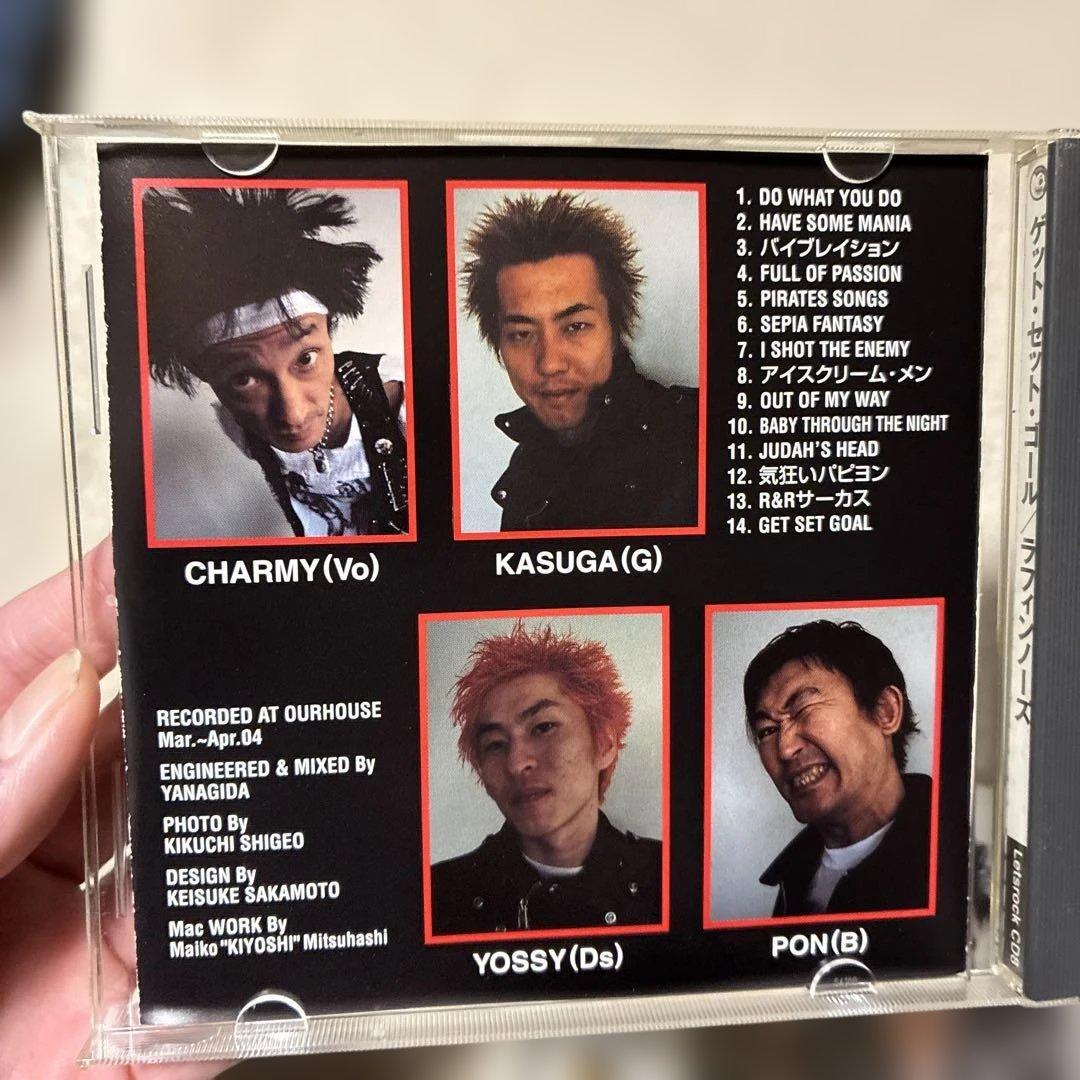 1. DO WHAT YOU DO
2. HAVE SOME MANIA
3. バイブレイション
4. FULL OF PASSION
5. PIRATES SONGS
6. SEPIA FANTASY
7. I SHOT THE ENEMY
8. アイスクリーム・メン
9. OUT OF MY WAY
10. BABY THROUGH THE NIGHT
11. JUDAH'S HEAD
12. 気狂いパピヨン
13. R&Rサーカス
14. GET SET GOAL
CHARMY(Vo)
KASUGA(G)
RECORDED AT OURHOUSE
Mar.~Apr.04
ENGINEERED & MIXED By
YANAGIDA
PHOTO By
KIKUCHI SHIGEO
DESIGN By
KEISUKE SAKAMOTO
Mac WORK By
Maiko "KIYOSHI" Mitsuhashi
YOSSY(Ds)
PON(B)
ゲット・セット・ゴール/ラフィンノーズ
Letsrock CD8